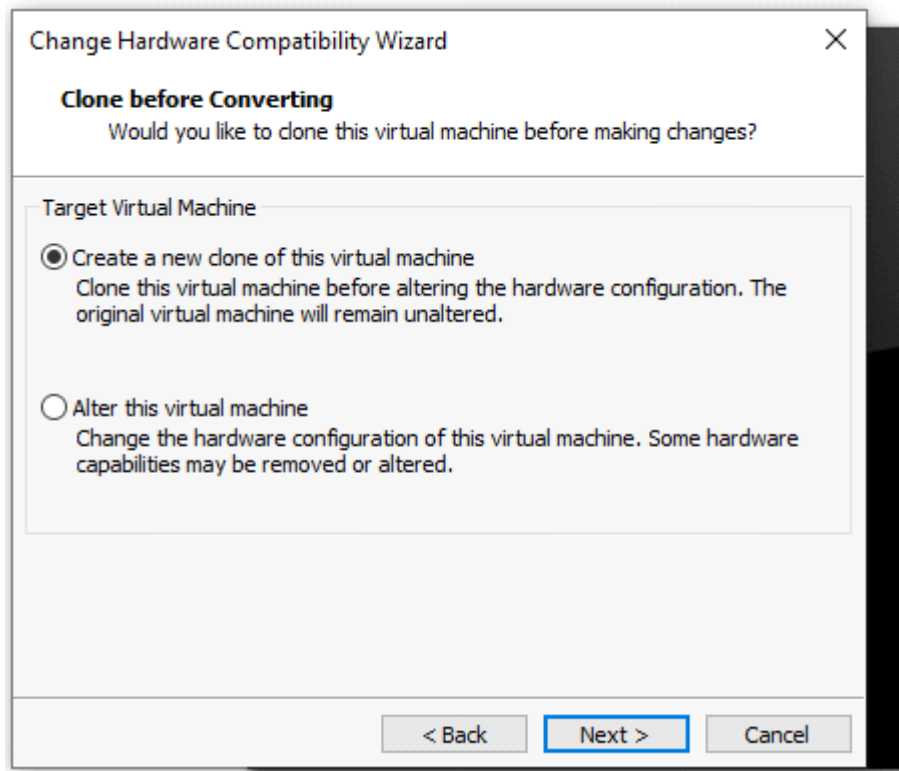 Change Hardware Compatibility Wizard
Clone before Converting
Would you like to clone this virtual machine before making changes?
Target Virtual Machine
Create a new clone of this virtual machine
Clone this virtual machine before altering the hardware configuration. The
original virtual machine will remain unaltered.
Alter this virtual machine
Change the hardware configuration of this virtual machine. Some hardware
capabilities may be removed or altered.
< Back Next > Cancel